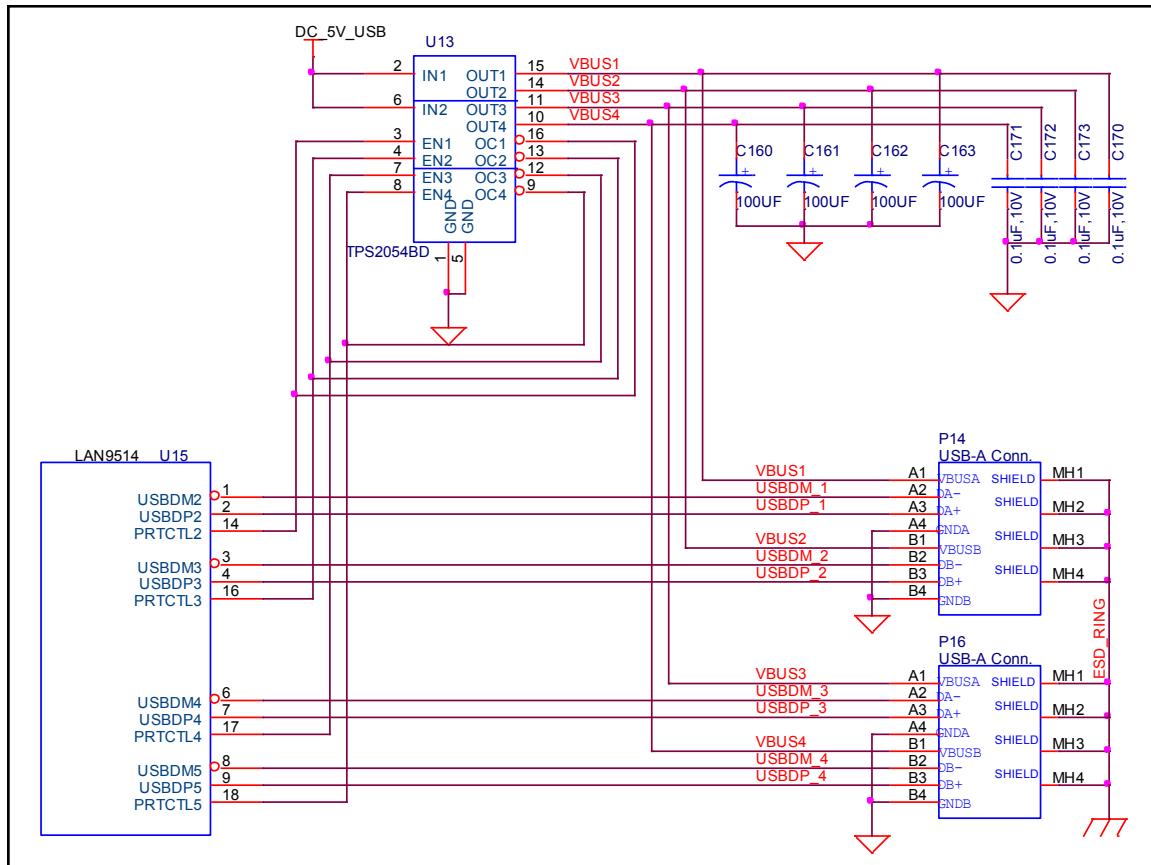 DC_5V_USB
U13
2 IN1 OUT1 15 VBUS1
OUT2 14 VBUS2
6 IN2 OUT3 11 VBUS3
OUT4 10 VBUS4
3 EN1 OC1 16
4 EN2 OC2 13
7 EN3 OC3 12
8 EN4 OC4 9
GND
GND
TPS2054BD
1
5
C160
+
100UF
C161
+
100UF
C162
+
100UF
C163
+
100UF
C171
0.1uF,10V
C172
0.1uF,10V
C173
0.1uF,10V
C170
0.1uF,10V
LAN9514 U15
USBDM2 1
USBDP2 2
PRTCTL2 14
USBDM3 3
USBDP3 4
PRTCTL3 16
USBDM4 6
USBDP4 7
PRTCTL4 17
USBDM5 8
USBDP5 9
PRTCTL5 18
P14
USB-A Conn.
VBUS1 A1 VBUSA SHIELD MH1
USBDM_1 A2 DA-
USBDP_1 A3 DA+ SHIELD MH2
A4 GNDA
VBUS2 B1 VBUSB SHIELD MH3
USBDM_2 B2 DB-
USBDP_2 B3 DB+ SHIELD MH4
B4 GNDB
ESD_RING
P16
USB-A Conn.
VBUS3 A1 VBUSA SHIELD MH1
USBDM_3 A2 DA-
USBDP_3 A3 DA+ SHIELD MH2
A4 GNDA
VBUS4 B1 VBUSB SHIELD MH3
USBDM_4 B2 DB-
USBDP_4 B3 DB+ SHIELD MH4
B4 GNDB